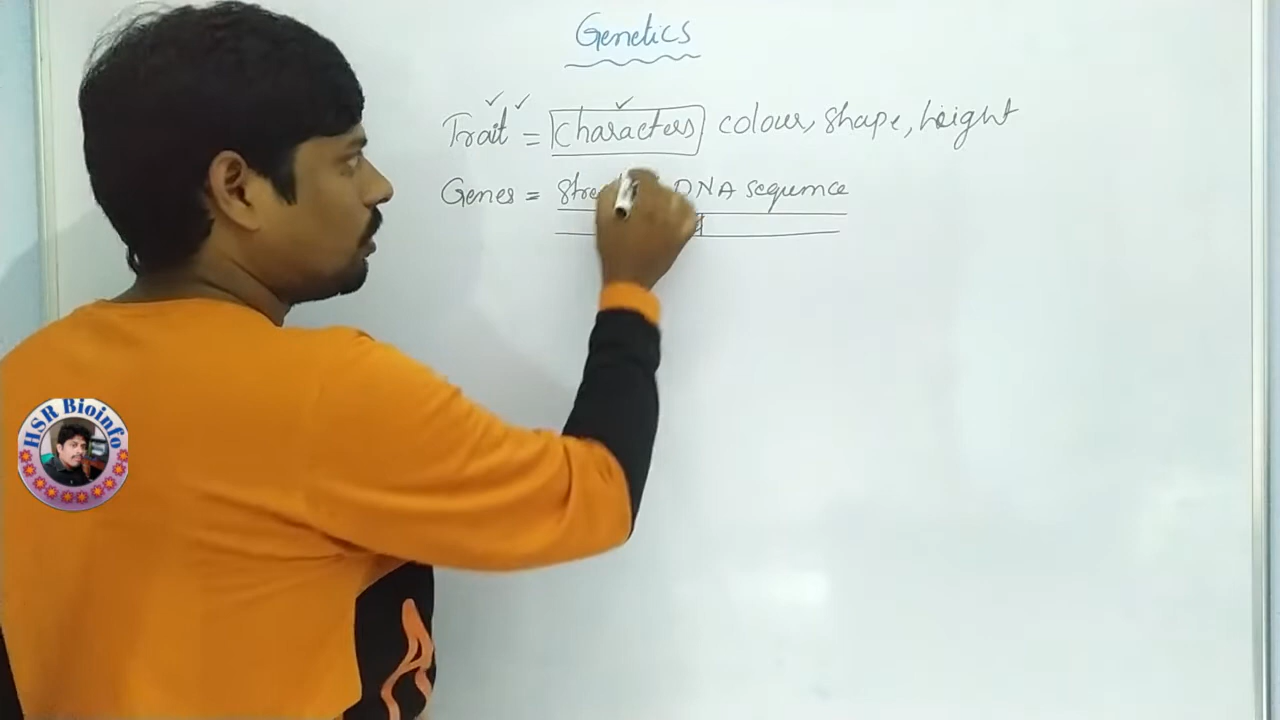 Genetics
Trait = characters colour, shape, height
Genes = DNA sequence
HSR Bioinfo